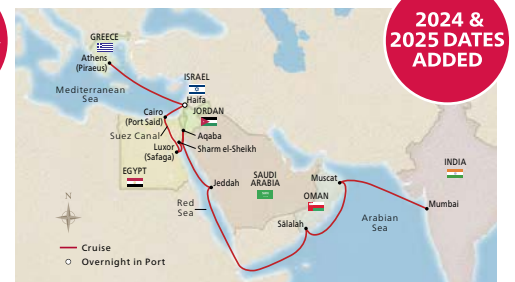 2024 &
2025 DATES
ADDED
GREECE
Athens
(Piraeus)
Mediterranean
Sea
ISRAEL
Haifa
Cairo
(Port Said)
JORDAN
Suez Canal
Aqaba
Luxor
(Safaga)
Sharm el-Sheikh
EGYPT
Jeddah
SAUDI
ARABIA
Muscat
OMAN
INDIA
Mumbai
Red
Sea
Sàlalah
Arabian
Sea
N
Cruise
Overnight in Port